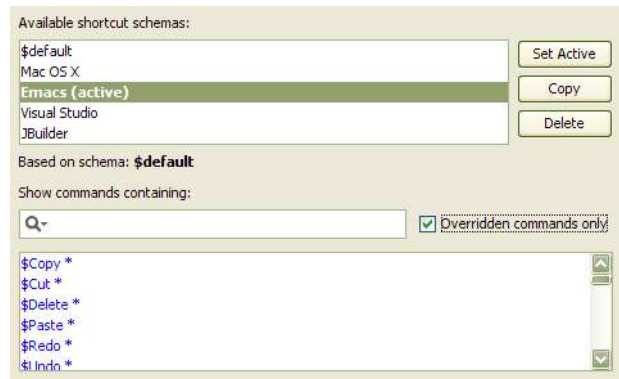 Available shortcut schemas:
$default
Mac OS X
Emacs (active)
Visual Studio
JBuilder
Set Active
Copy
Delete
Based on schema: $default
Show commands containing:
Overridden commands only
$Copy *
$Cut *
$Delete *
$Paste *
$Redo *
$Undo *